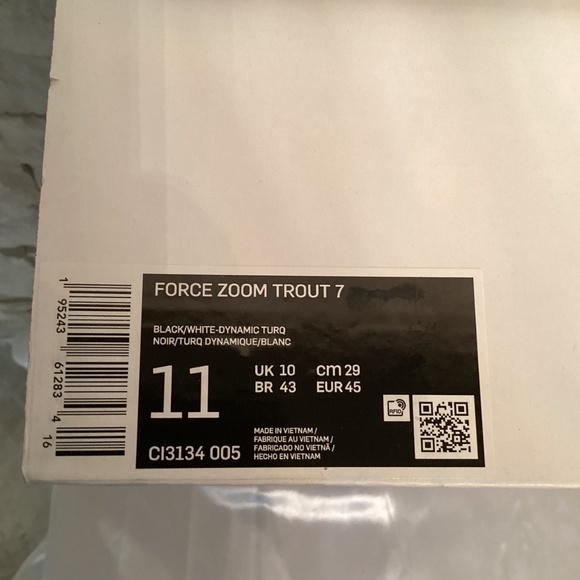 FORCE ZOOM TROUT 7
BLACK/WHITE-DYNAMIC TURQ
NOIR/TURQ DYNAMIQUE/BLANC
11
UK 10 cm 29
BR 43 EUR 45
CI3134 005
MADE IN VIETNAM /
FABRIQUE AU VIETNAM /
FABRICADO NO VIETNÃ /
HECHO EN VIETNAM
RFID
1 95243 61283 4
16